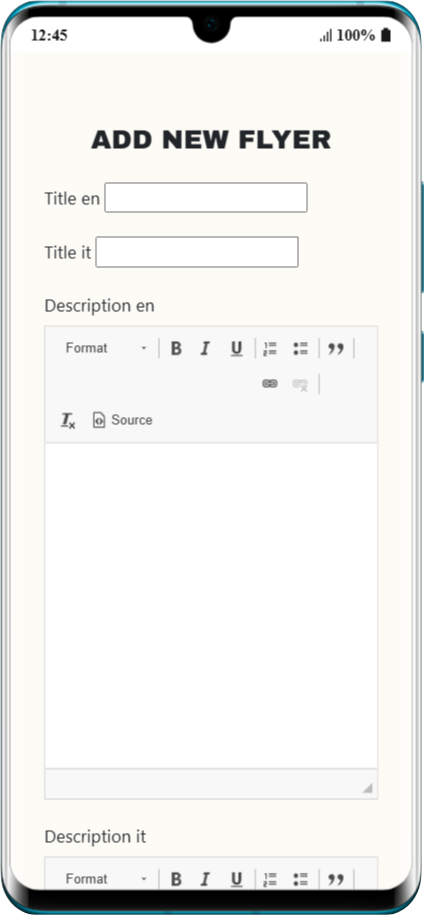 12:45 100%
ADD NEW FLYER
Title en
Title it
Description en
Format B I U
Source
Description it
Format B I U